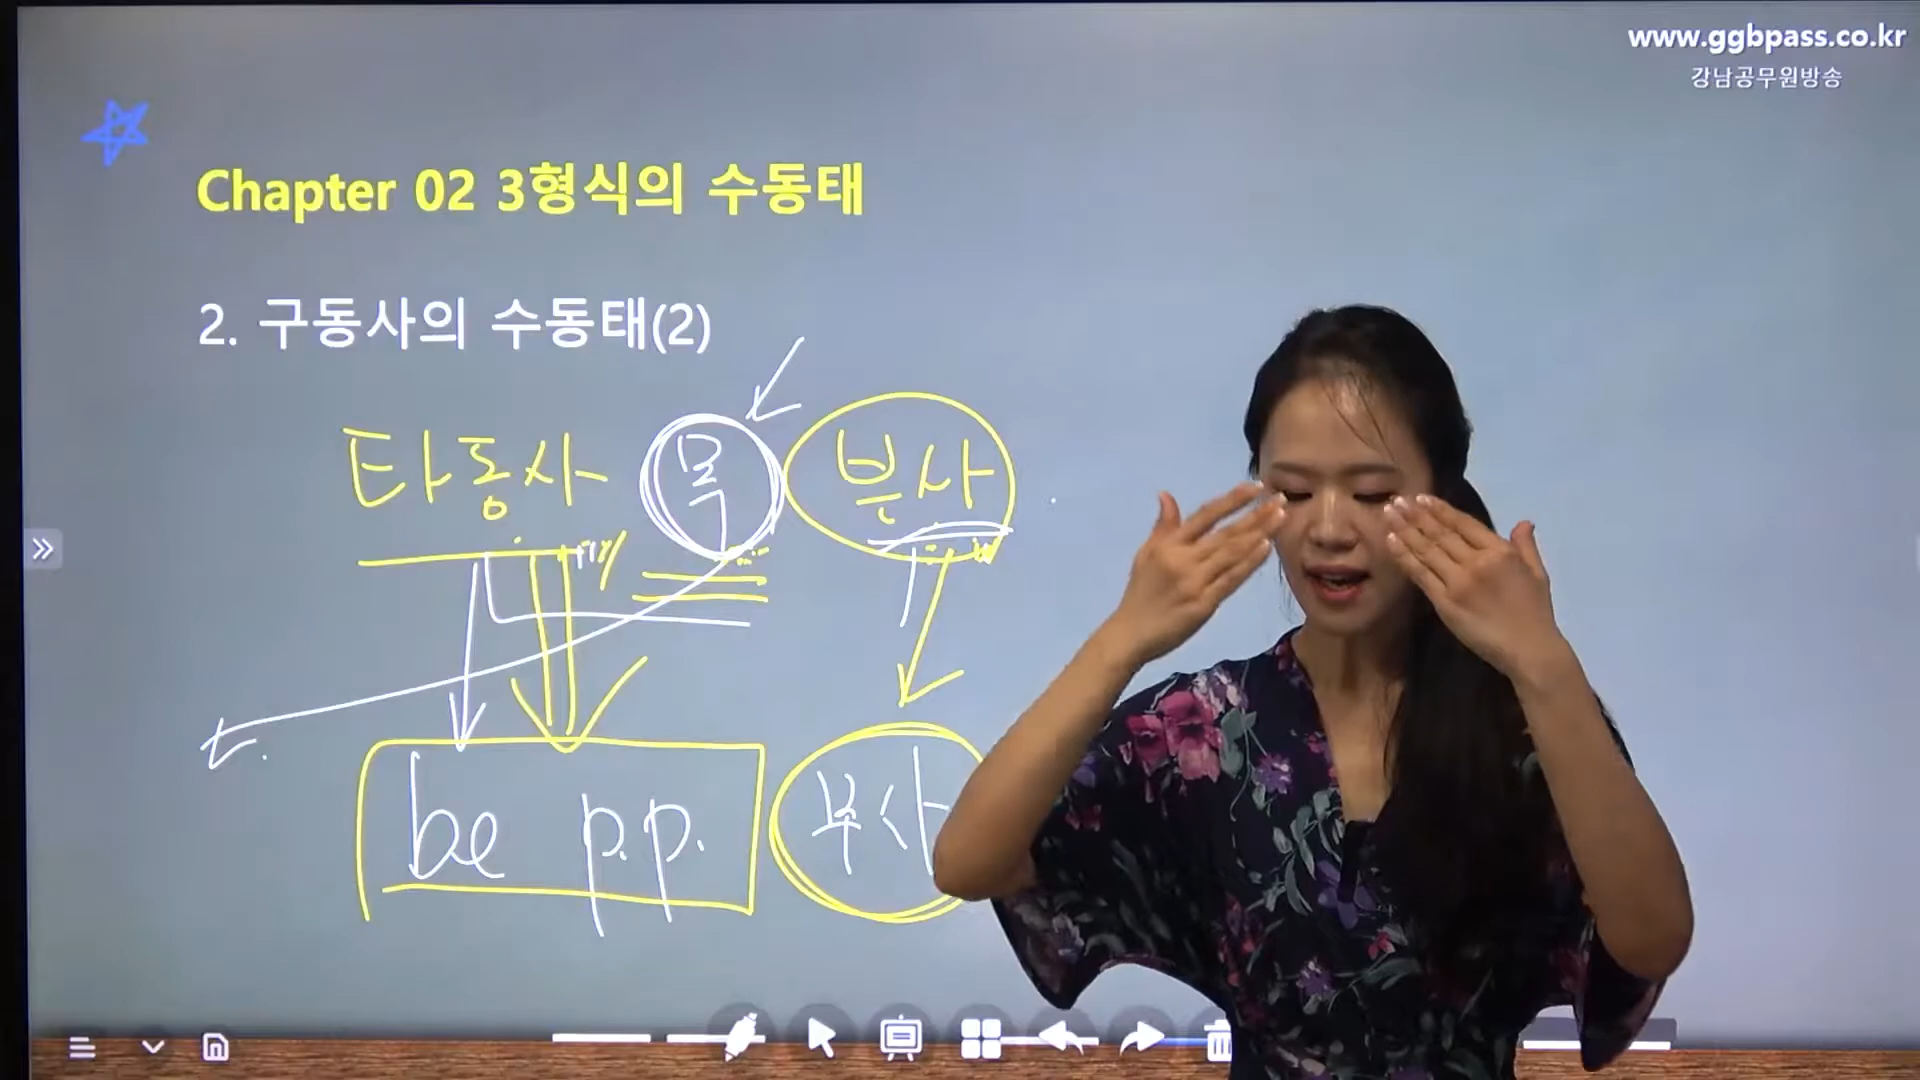 www.ggbpass.co.kr
강남공무원방송
Chapter 02 3형식의 수동태
2. 구동사의 수동태(2)
타동사 목 분사
be p.p. 분사